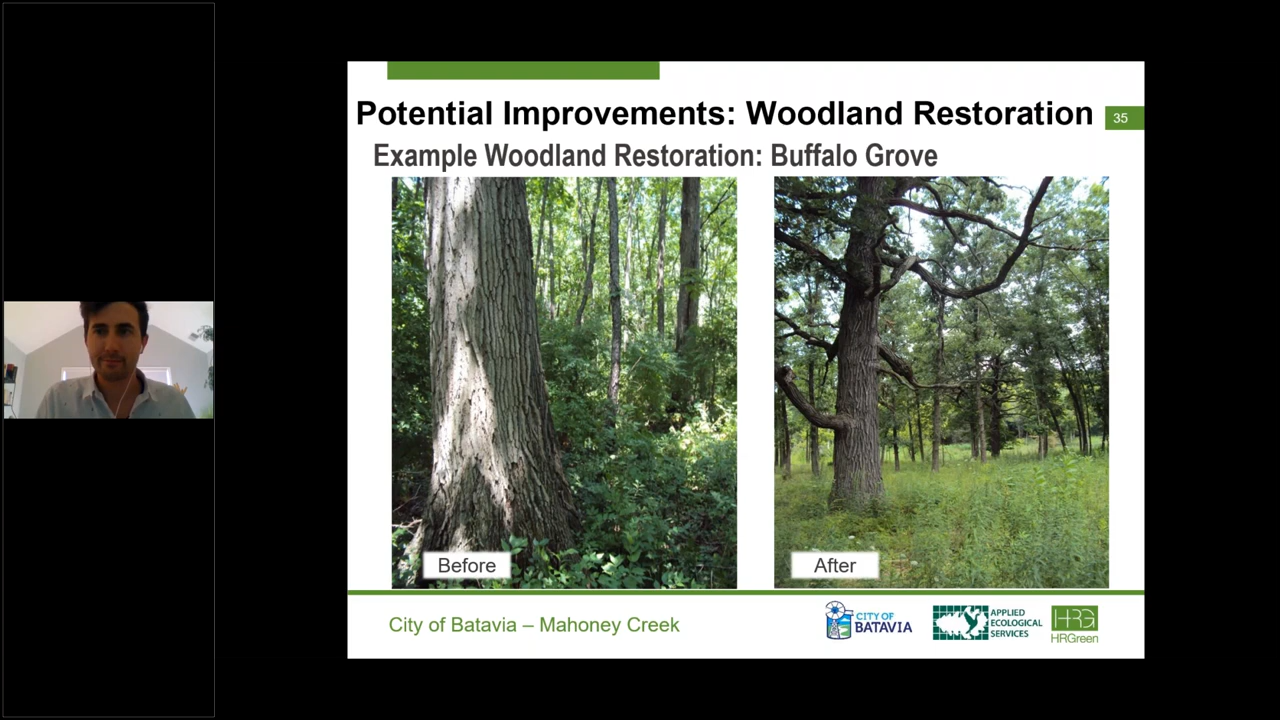 Potential Improvements: Woodland Restoration
35
Example Woodland Restoration: Buffalo Grove
Before
After
City of Batavia – Mahoney Creek
CITY OF
BATAVIA
APPLIED
ECOLOGICAL
SERVICES
HRG
HRGreen